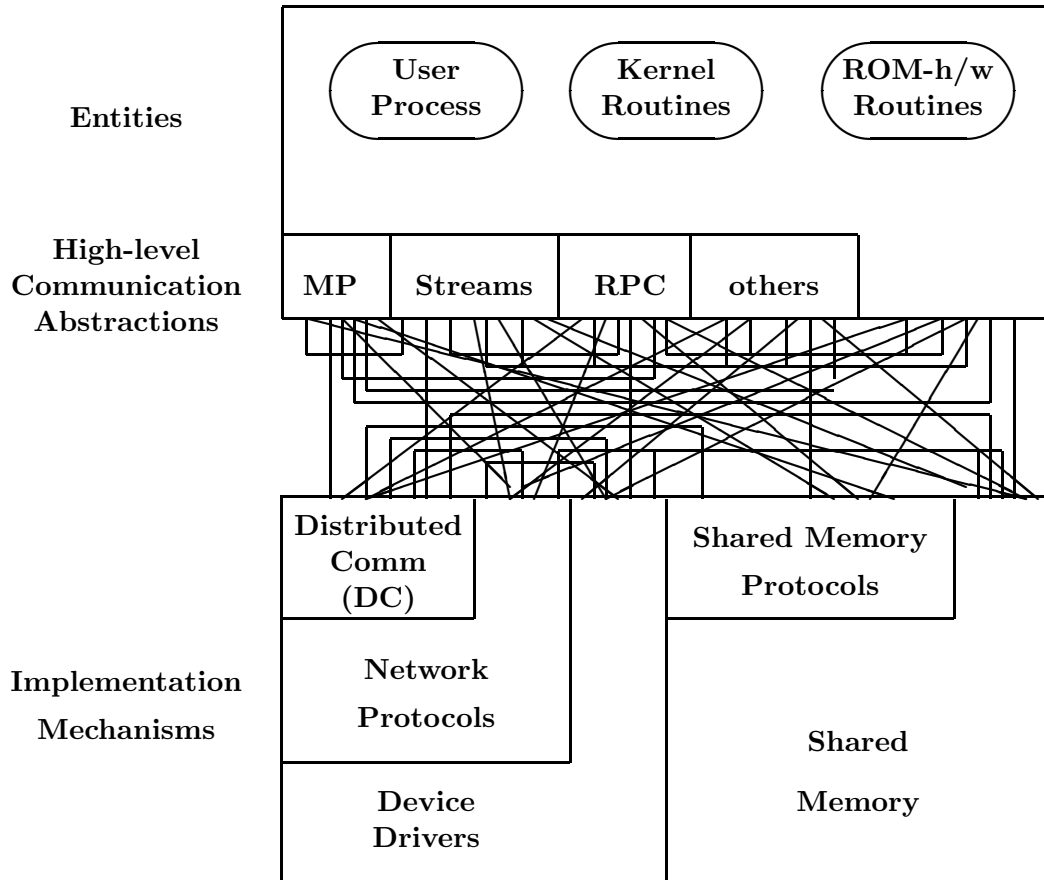 User
Process
Kernel
Routines
ROM-h/w
Routines
Entities
High-level
Communication
Abstractions
MP
Streams
RPC
others
Distributed
Comm
(DC)
Shared Memory
Protocols
Implementation
Mechanisms
Network
Protocols
Shared
Memory
Device
Drivers